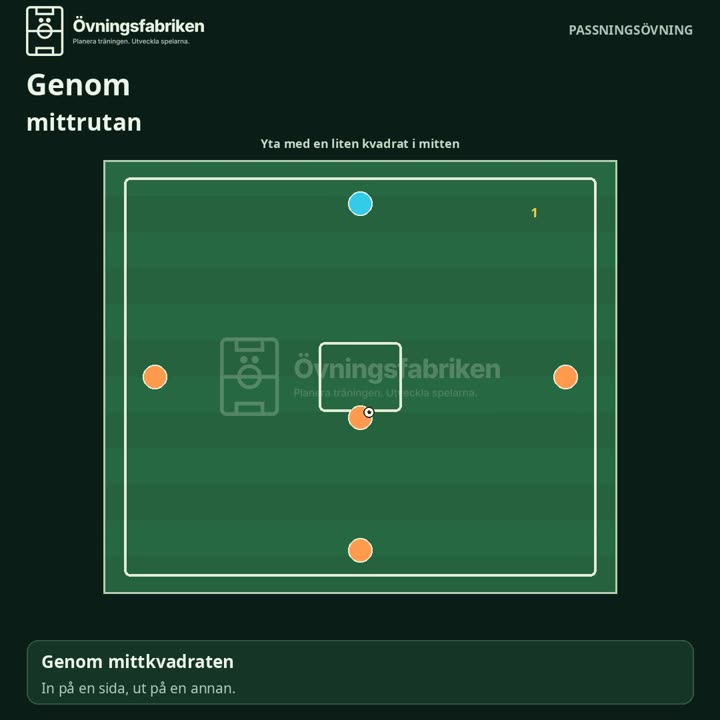 Övningsfabriken
Planera träningen. Utveckla spelarna.
PASSNINGSÖVNING
Genom
mittrutan
Yta med en liten kvadrat i mitten
1
Övningsfabriken
Planera träningen. Utveckla spelarna.
Genom mittkvadraten
In på en sida, ut på en annan.